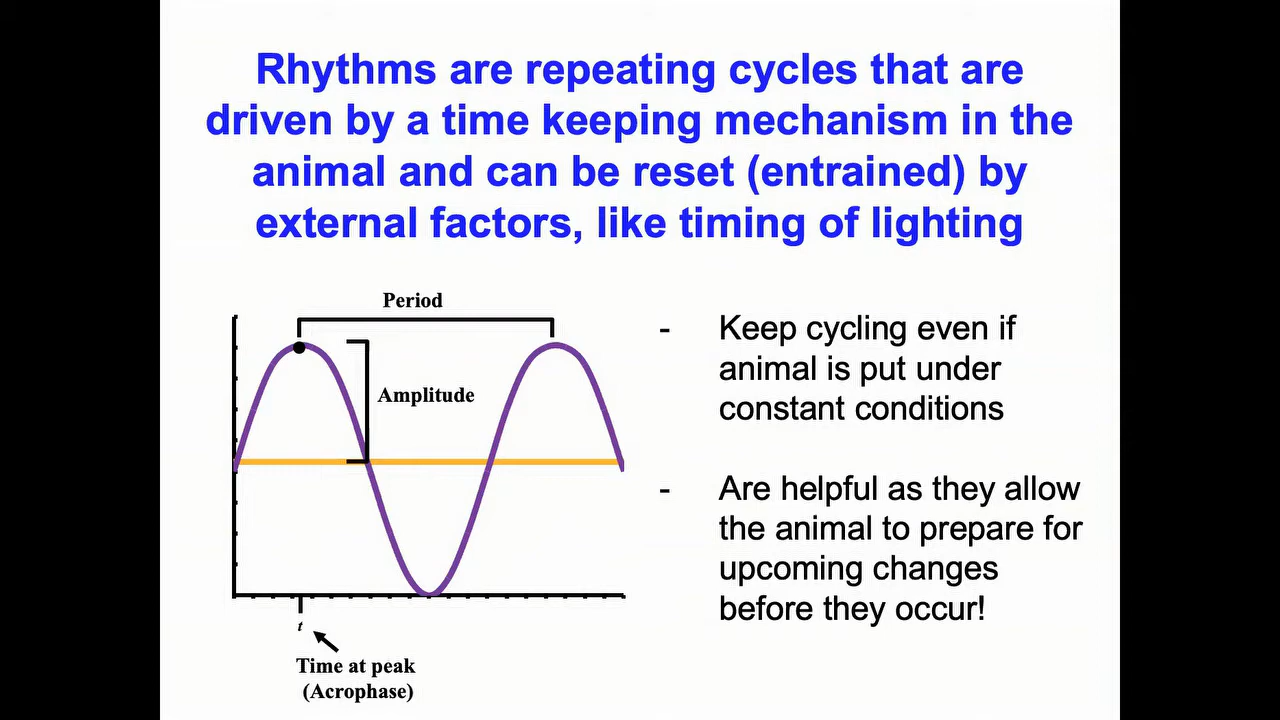 Rhythms are repeating cycles that are
driven by a time keeping mechanism in the
animal and can be reset (entrained) by
external factors, like timing of lighting
Period
Amplitude
t
Time at peak
(Acrophase)
- Keep cycling even if
animal is put under
constant conditions
- Are helpful as they allow
the animal to prepare for
upcoming changes
before they occur!